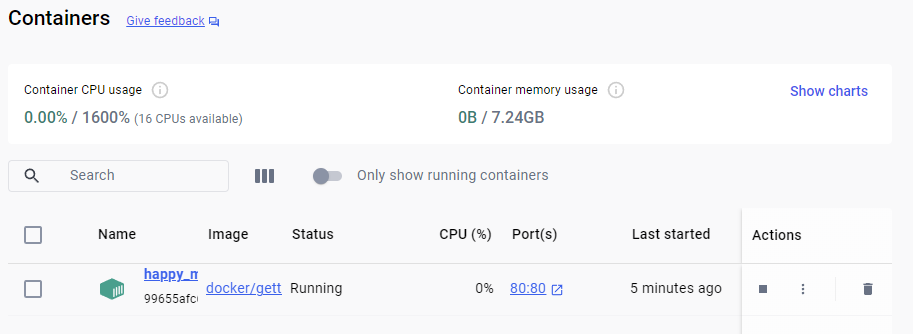 Containers Give feedback
Container CPU usage Container memory usage Show charts
0.00% / 1600% (16 CPUs available) 0B / 7.24GB
Search Only show running containers
Name Image Status CPU (%) Port(s) Last started Actions
happy_m
docker/gett Running 0% 80:80 5 minutes ago
99655afc